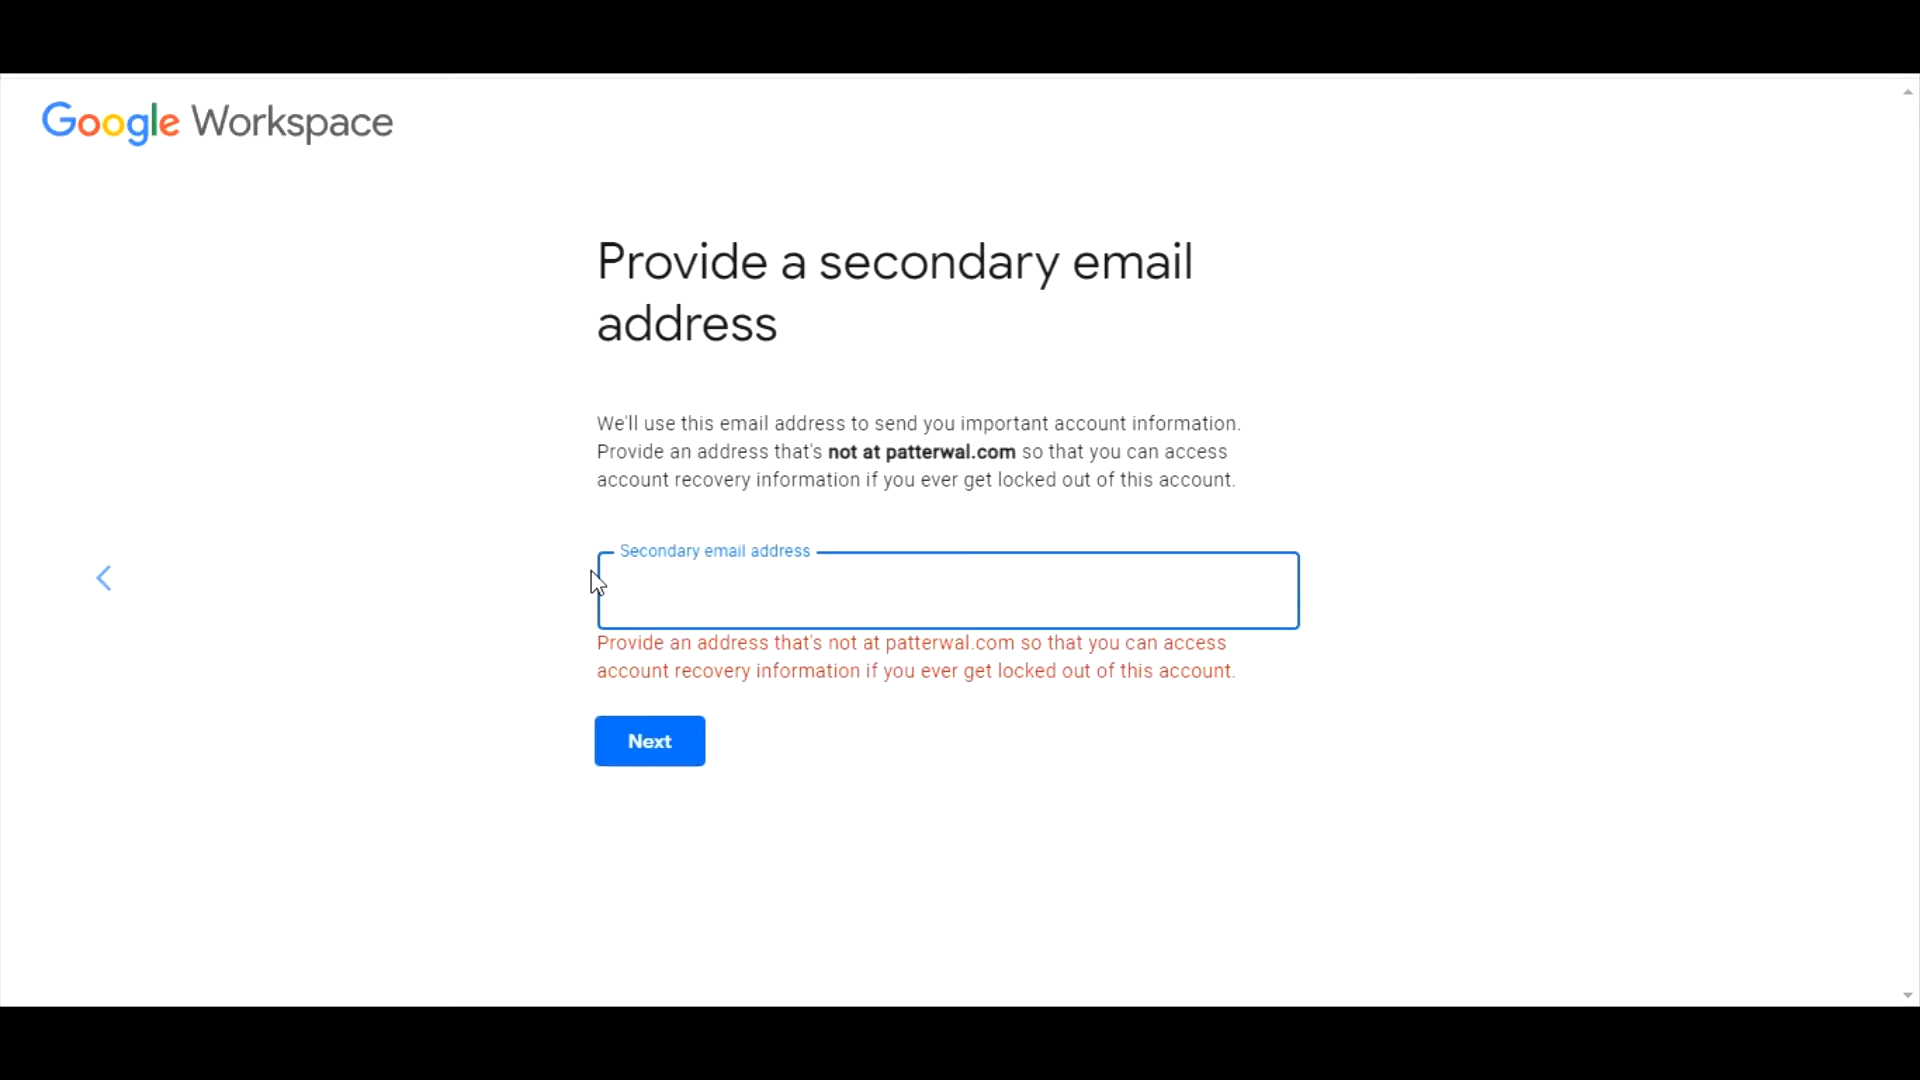 Google Workspace
Provide a secondary email
address
We'll use this email address to send you important account information.
Provide an address that's not at patterwal.com so that you can access
account recovery information if you ever get locked out of this account.
Secondary email address
Provide an address that's not at patterwal.com so that you can access
account recovery information if you ever get locked out of this account.
Next